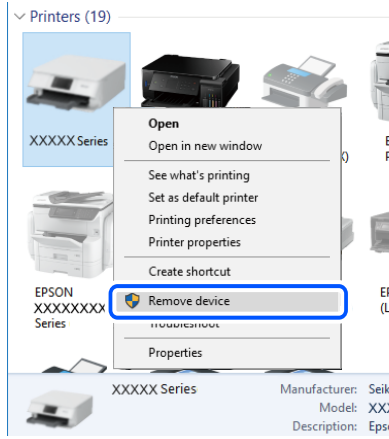 Printers (19)
XXXXX Series
Open
Open in new window
See what's printing
Set as default printer
Printing preferences
Printer properties
Create shortcut
Remove device
Troubleshoot
Properties
EPSON
XXXXXXXX
Series
XXXXX Series
Manufacturer:
Model:
Description: